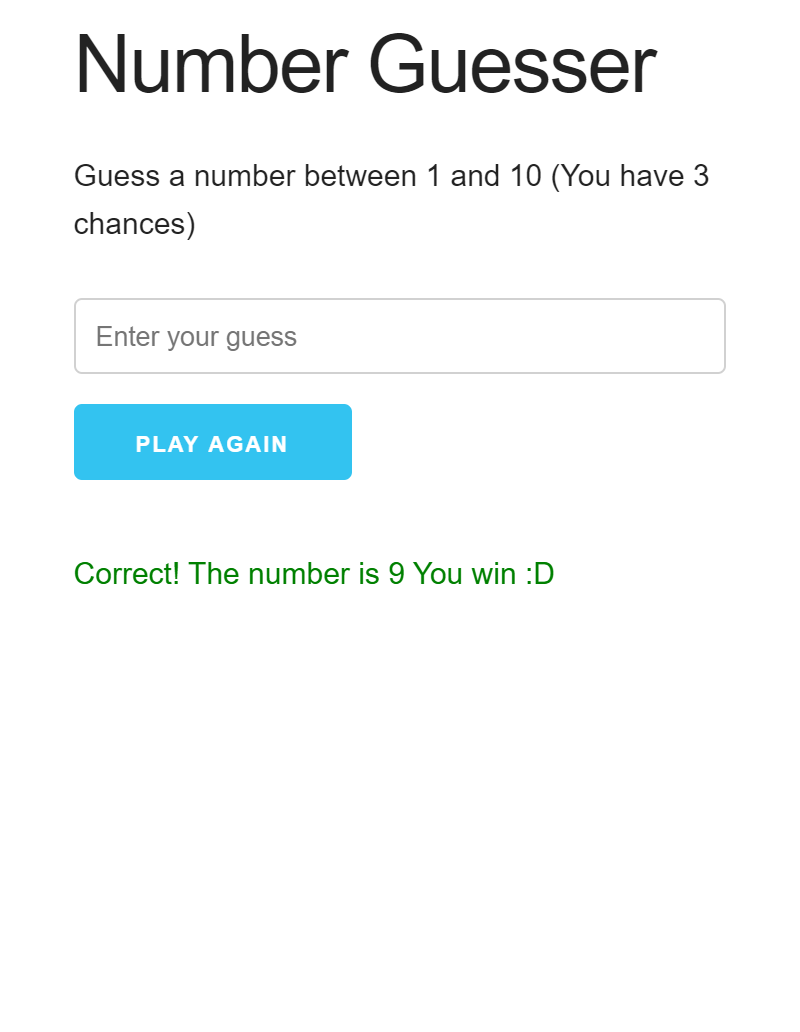 Number Guesser
Guess a number between 1 and 10 (You have 3
chances)
Enter your guess
PLAY AGAIN
Correct! The number is 9 You win :D